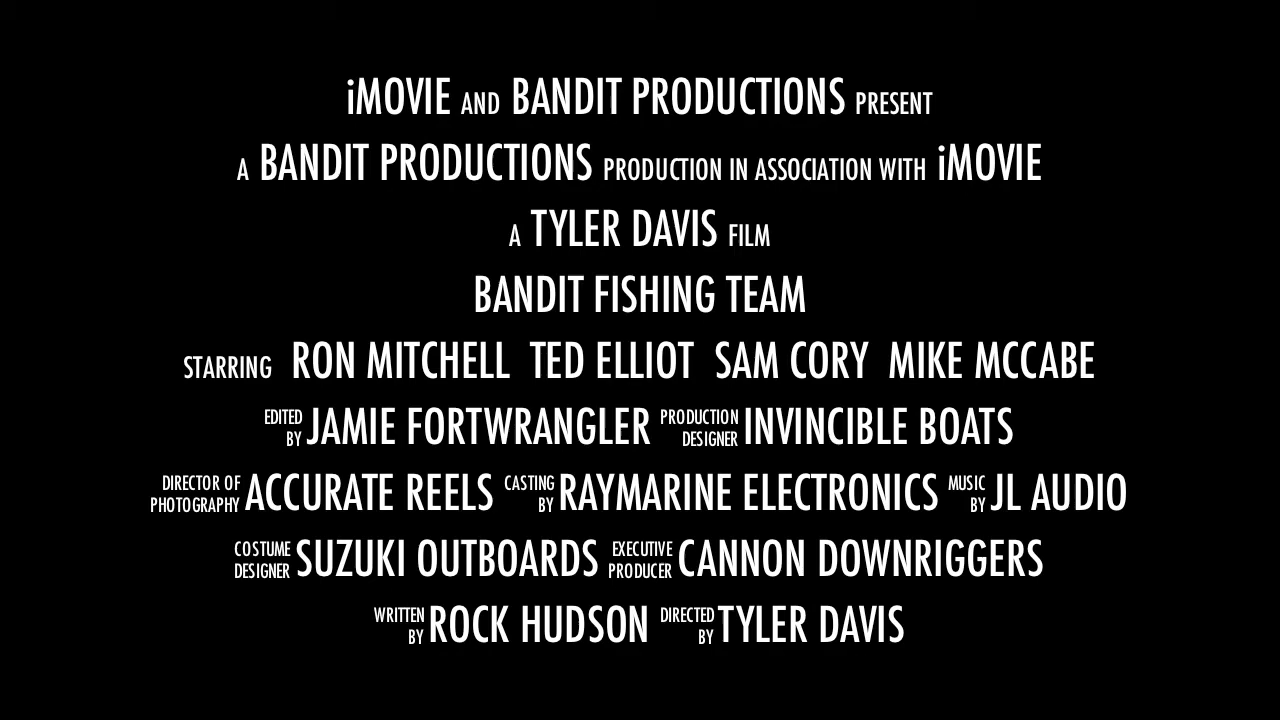 iMOVIE AND BANDIT PRODUCTIONS PRESENT
A BANDIT PRODUCTIONS PRODUCTION IN ASSOCIATION WITH iMOVIE
A TYLER DAVIS FILM
BANDIT FISHING TEAM
STARRING RON MITCHELL TED ELLIOT SAM CORY MIKE MCCABE
EDITED BY JAMIE FORTWRANGLER PRODUCTION DESIGNER INVINCIBLE BOATS
DIRECTOR OF PHOTOGRAPHY ACCURATE REELS CASTING BY RAYMARINE ELECTRONICS MUSIC BY JL AUDIO
COSTUME DESIGNER SUZUKI OUTBOARDS EXECUTIVE PRODUCER CANNON DOWNRIGGERS
WRITTEN BY ROCK HUDSON DIRECTED BY TYLER DAVIS